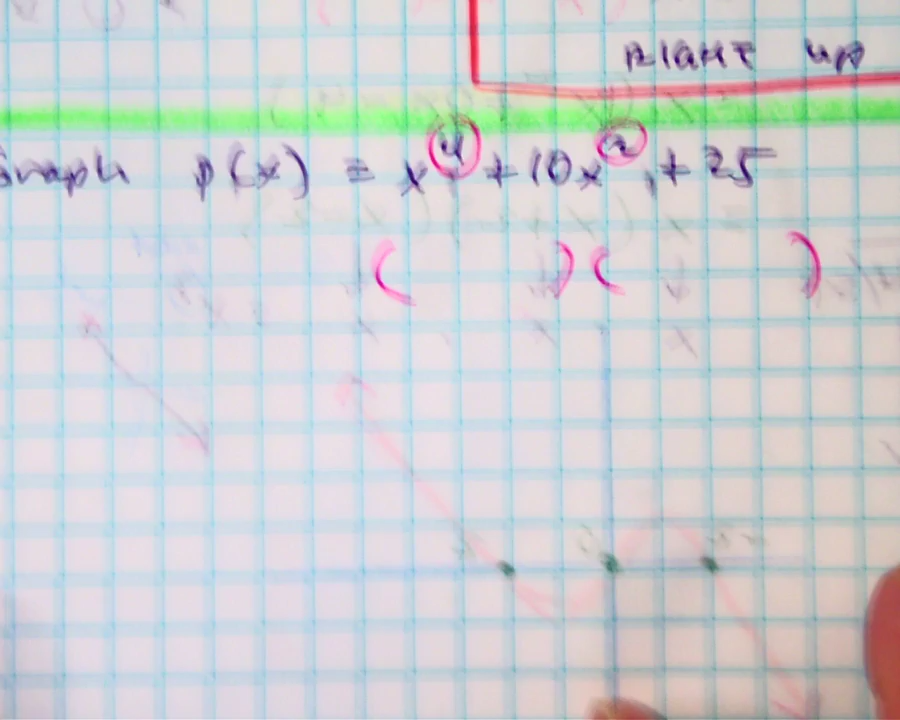 RIGHT UP
Graph p(x) = x⁴ + 10x² + 25
( ) ( )